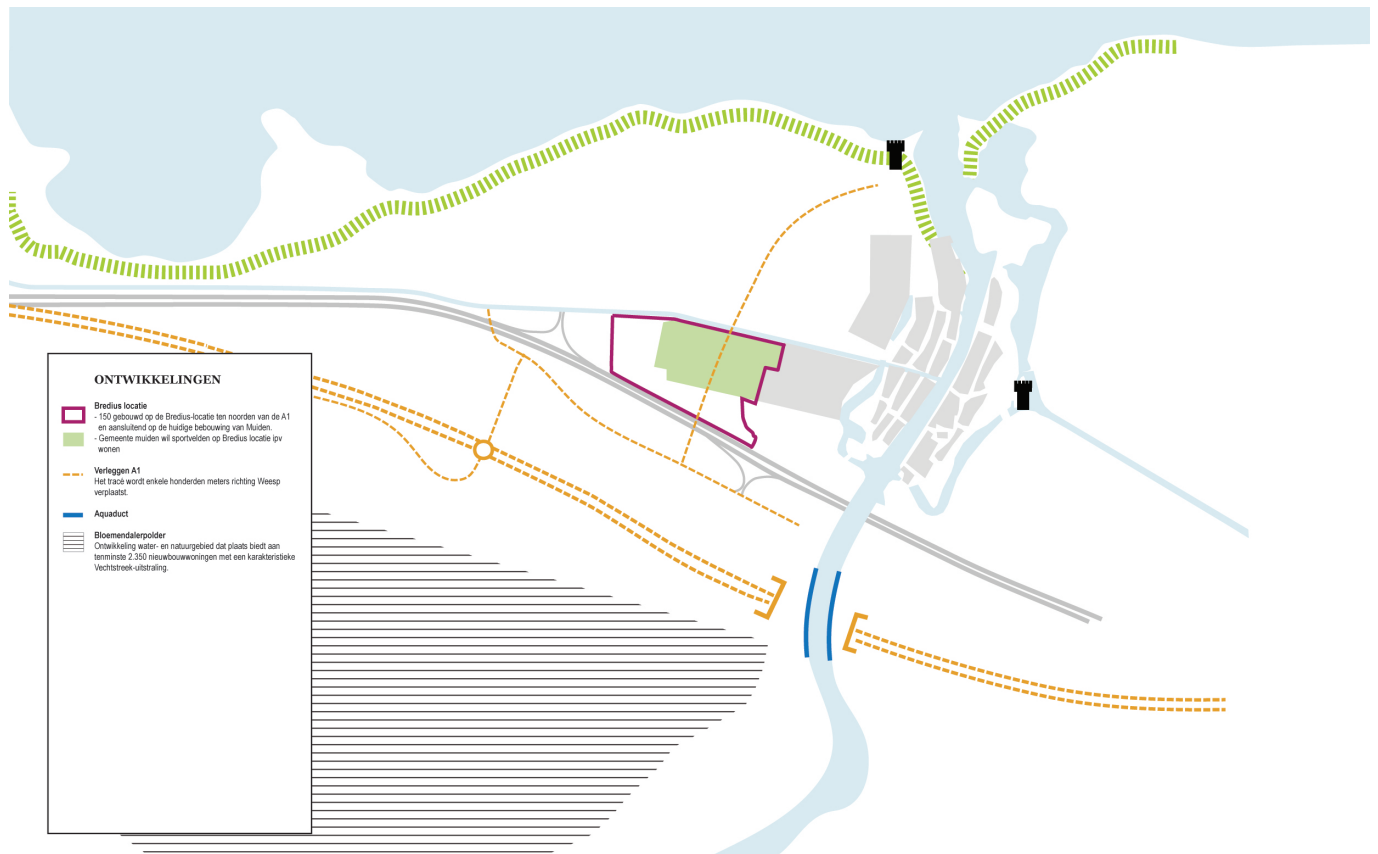 ONTWIKKELINGEN
Bredius locatie
- 150 gebouwd op de Bredius-locatie ten noorden van de A1
en aansluitend op de huidige bebouwing van Muiden.
- Gemeente muiden wil sportvelden op Bredius locatie ipv
wonen
Verleggen A1
Het tracé wordt enkele honderden meters richting Weesp
verplaatst.
Aquaduct
Bloemendalerpolder
Ontwikkeling water- en natuurgebied dat plaats biedt aan
tenminste 2.350 nieuwbouwwoningen met een karakteristieke
Vechtstreek-uitstraling.